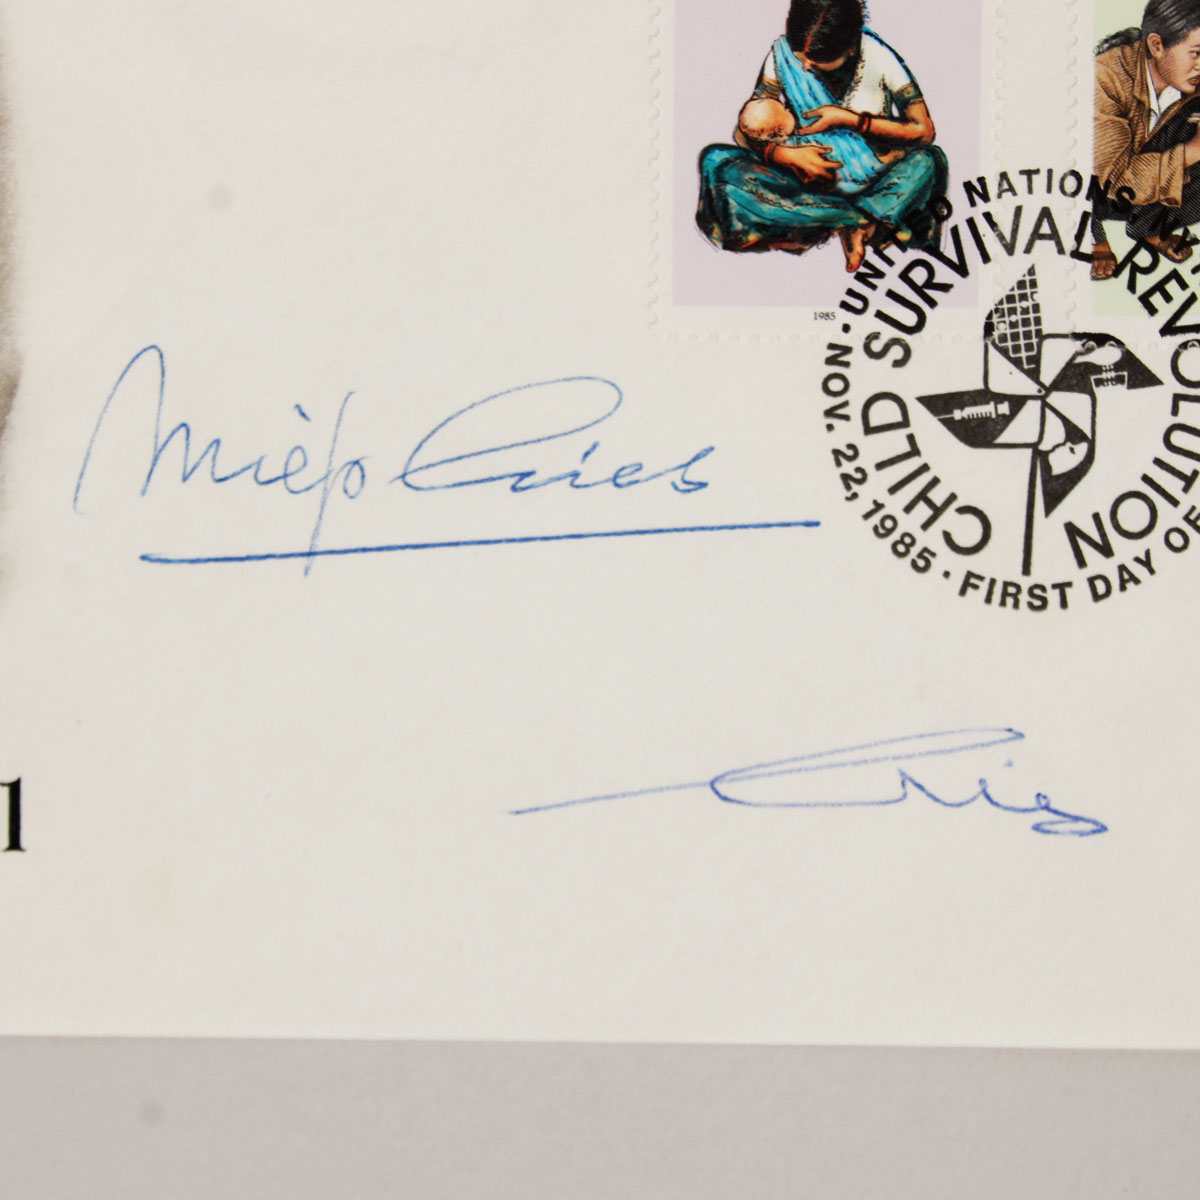 1985
UNITED NATIONS
CHILD SURVIVAL REVOLUTION
NOV. 22, 1985 · FIRST DAY OF
Miep Gies
Gies
1